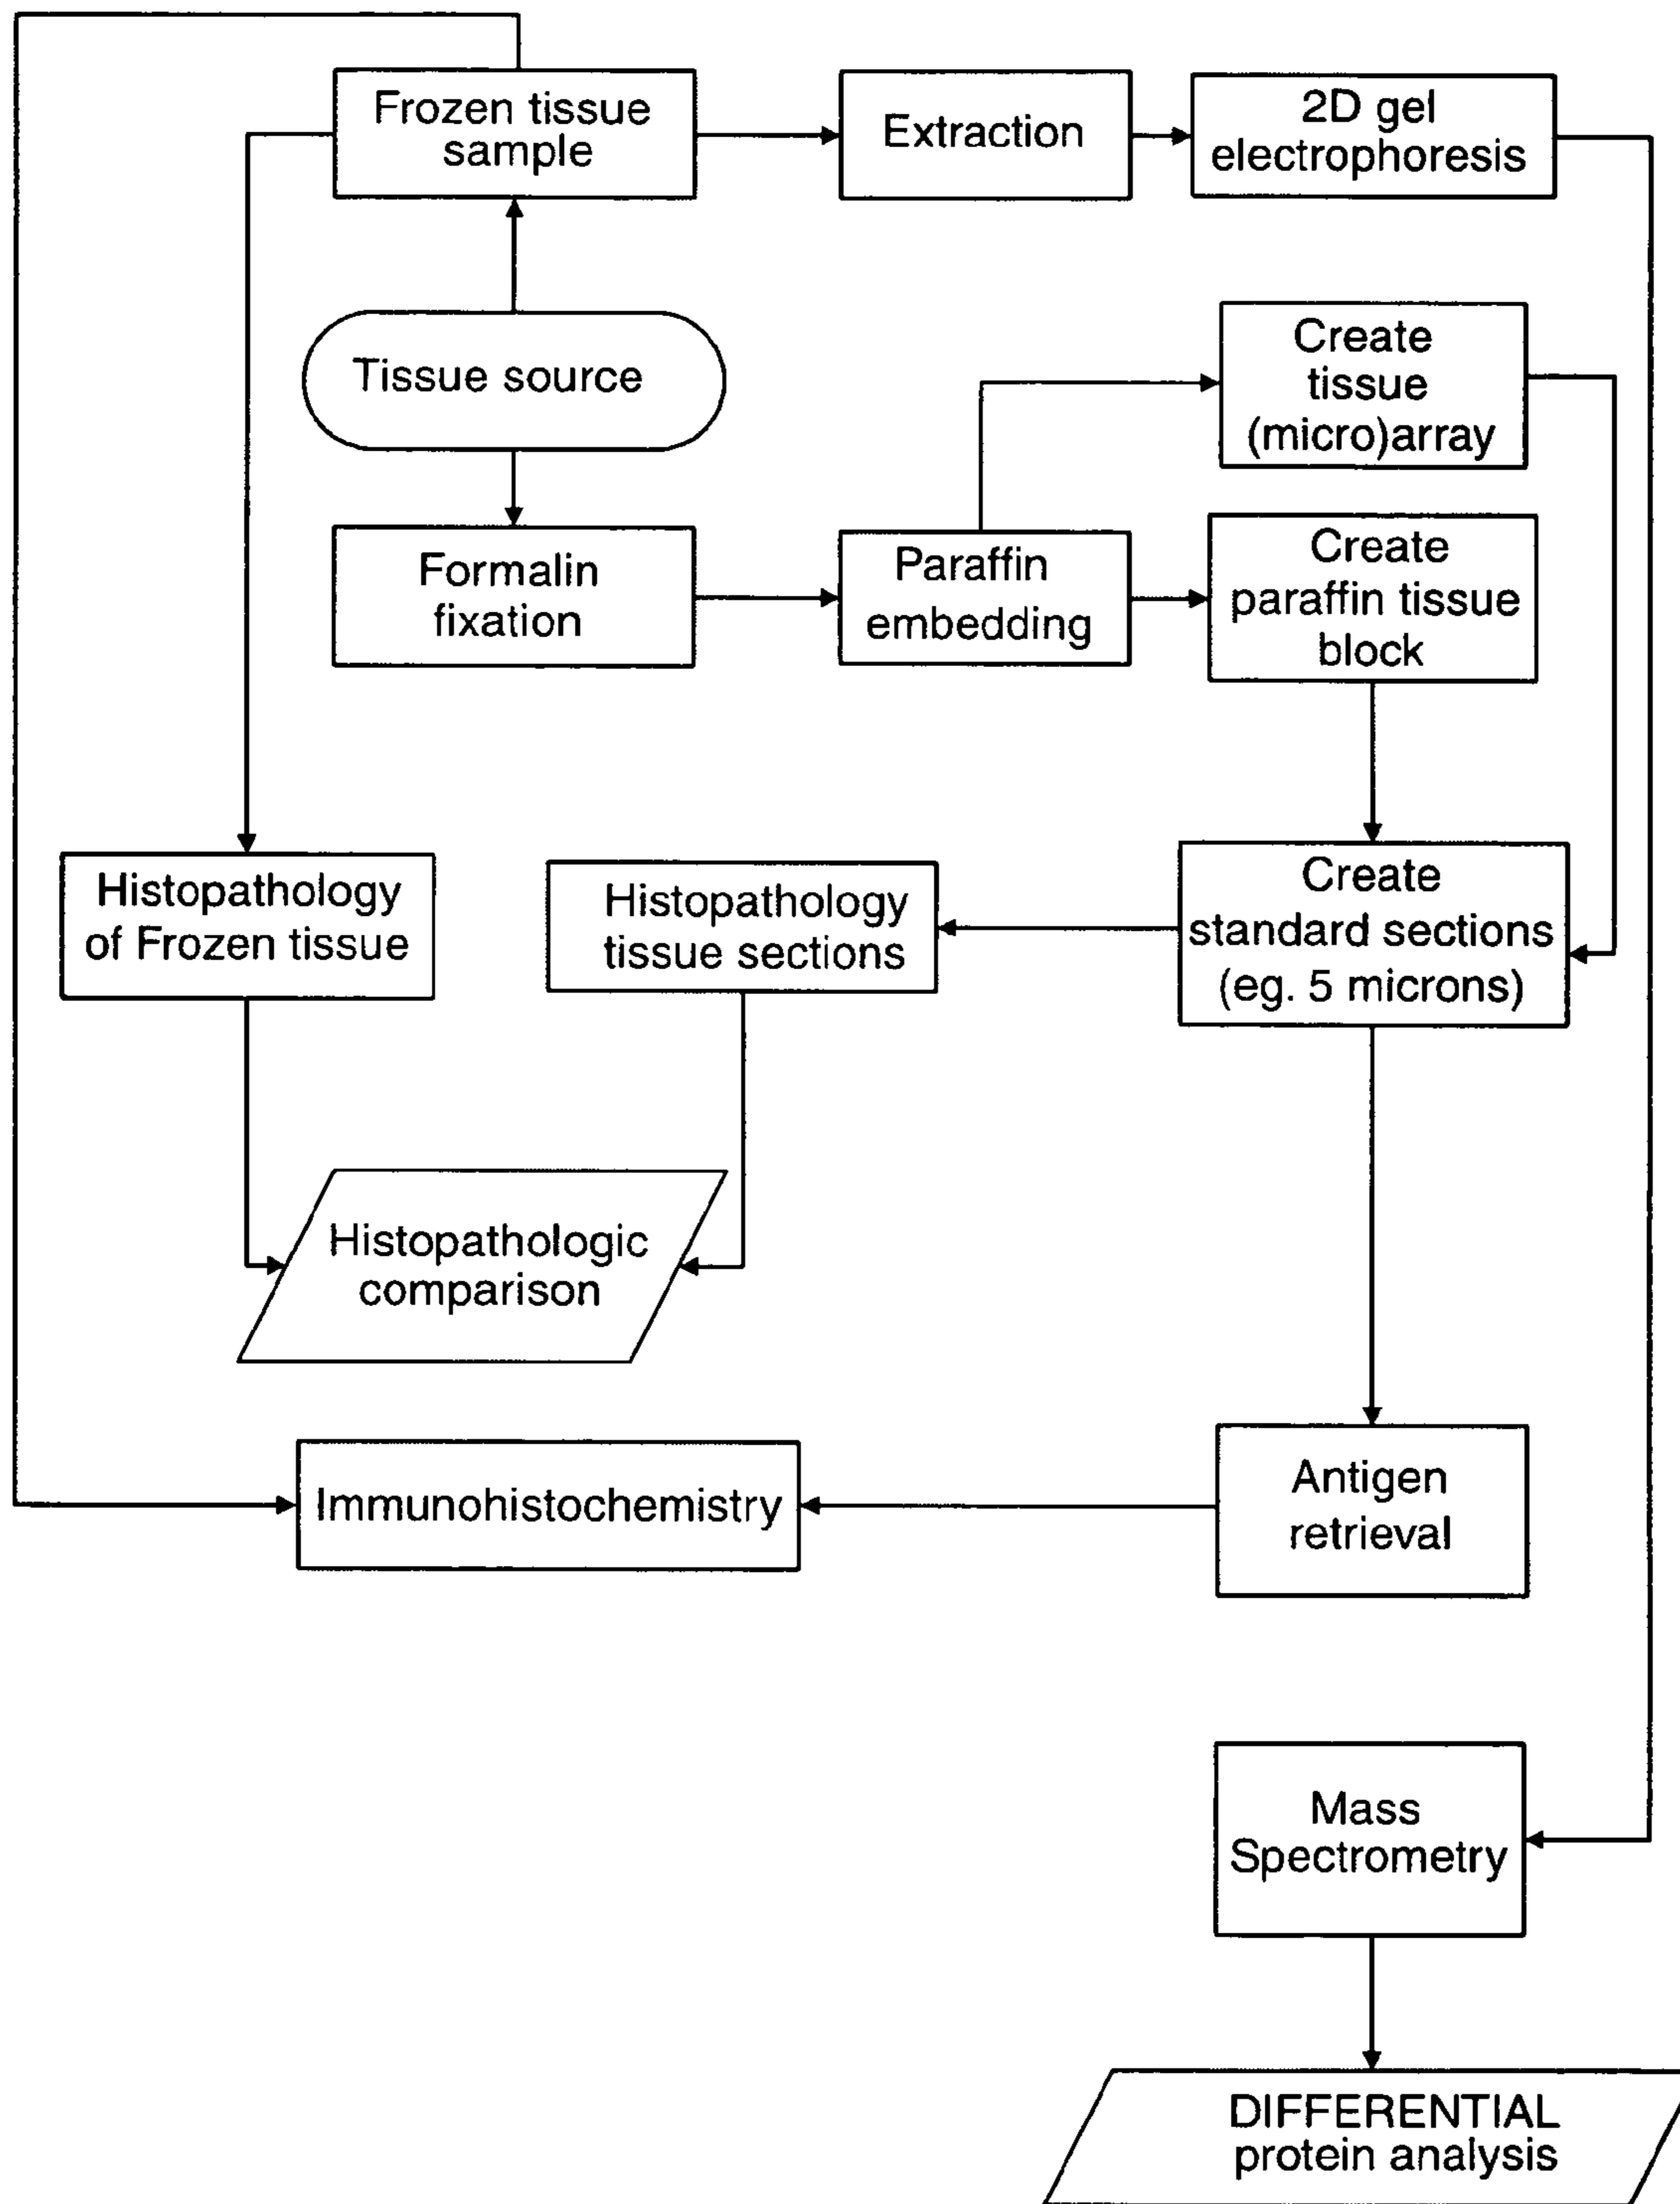 Frozen tissue
sample
Extraction
2D gel
electrophoresis
Tissue source
Create
tissue
(micro)array
Formalin
fixation
Paraffin
embedding
Create
paraffin tissue
block
Histopathology
of Frozen tissue
Histopathology
tissue sections
Create
standard sections
(eg. 5 microns)
Histopathologic
comparison
Immunohistochemistry
Antigen
retrieval
Mass
Spectrometry
DIFFERENTIAL
protein analysis